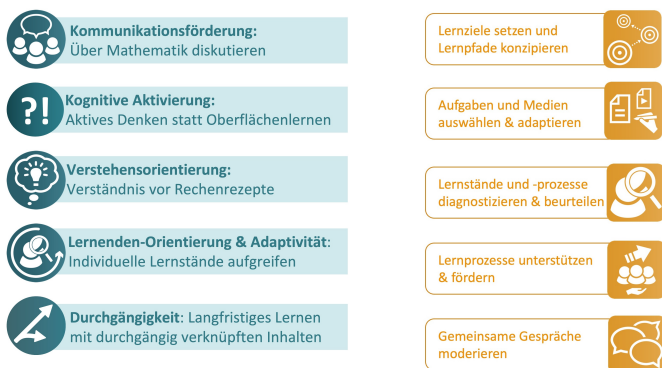 Kommunikationsförderung:
Über Mathematik diskutieren
?!
Kognitive Aktivierung:
Aktives Denken statt Oberflächenlernen
Verstehensorientierung:
Verständnis vor Rechenrezepte
Lernenden-Orientierung & Adaptivität:
Individuelle Lernstände aufgreifen
Durchgängigkeit: Langfristiges Lernen
mit durchgängig verknüpften Inhalten
Lernziele setzen und
Lernpfade konzipieren
Aufgaben und Medien
auswählen & adaptieren
Lernstände und -prozesse
diagnostizieren & beurteilen
Lernprozesse unterstützen
& fördern
Gemeinsame Gespräche
moderieren